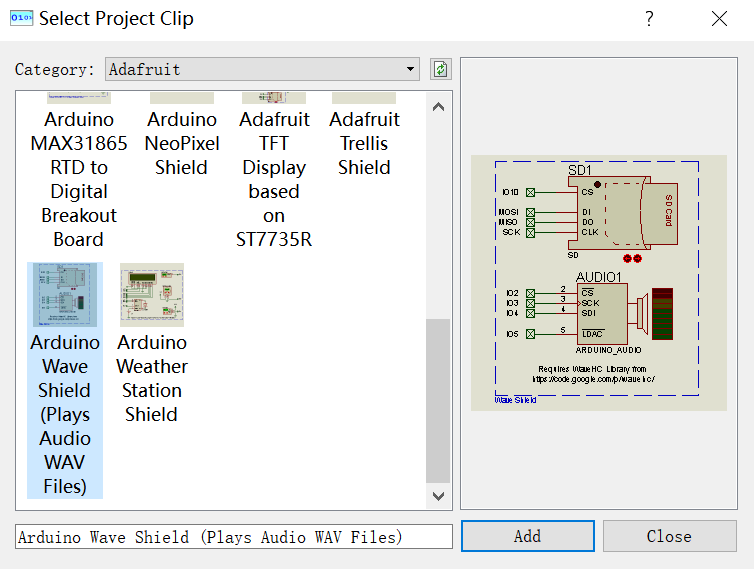 Select Project Clip
?
Category:
Adafruit
Arduino
MAX31865
RTD to
Digital
Breakout
Board
Arduino
NeoPixel
Shield
Adafruit
TFT
Display
based
on
ST7735R
Adafruit
Trellis
Shield
Arduino
Wave
Shield
(Plays
Audio
WAV
Files)
Arduino
Weather
Station
Shield
SD1
IO10
CS
MOSI
DI
MISO
DO
SCK
CLK
SD Card
SD
AUDIO1
IO2
2
CS
IO3
3
SCK
IO4
4
SDI
IO5
5
LDAC
ARDUINO_AUDIO
Requires WaveHC Library from
https://code.google.com/p/wavehc/
Wave Shield
Arduino Wave Shield (Plays Audio WAV Files)
Add
Close